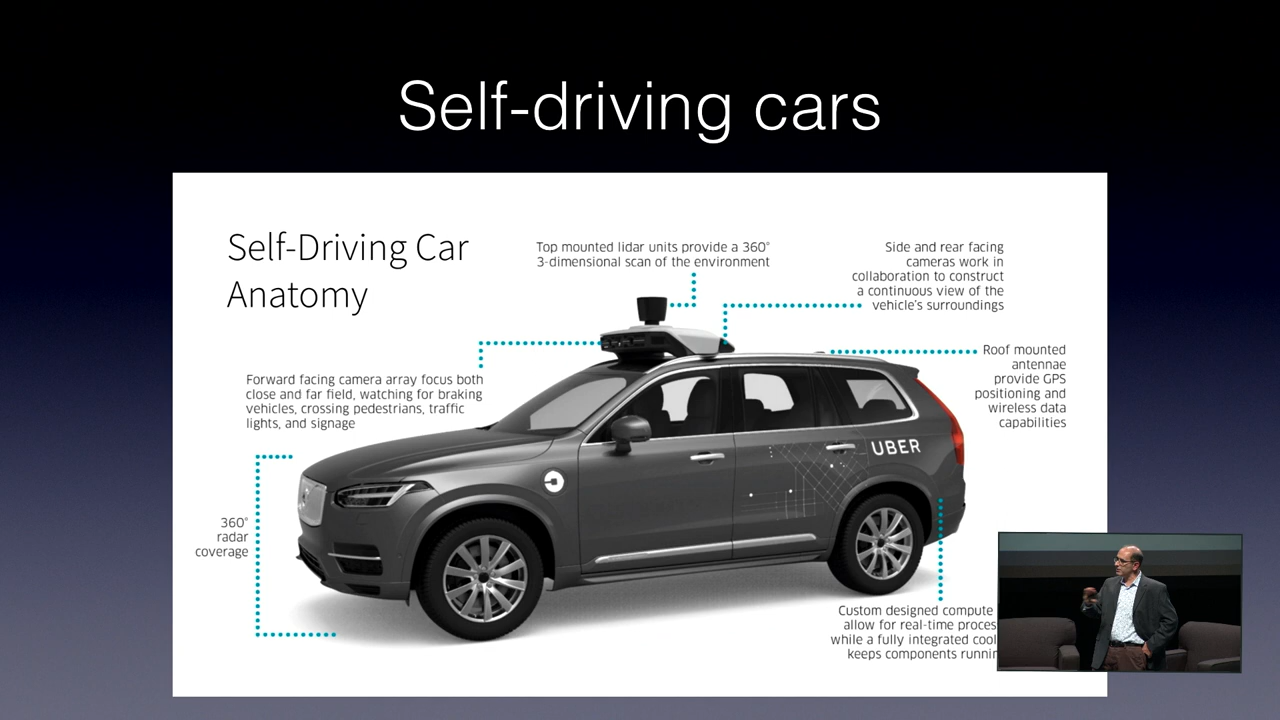 Self-driving cars
Self-Driving Car
Anatomy
Top mounted lidar units provide a 360°
3-dimensional scan of the environment
Side and rear facing
cameras work in
collaboration to construct
a continuous view of the
vehicle's surroundings
Roof mounted
antennae
provide GPS
positioning and
wireless data
capabilities
Forward facing camera array focus both
close and far field, watching for braking
vehicles, crossing pedestrians, traffic
lights, and signage
UBER
360°
radar
coverage
Custom designed compute
allow for real-time
while a fully integrated
keeps components